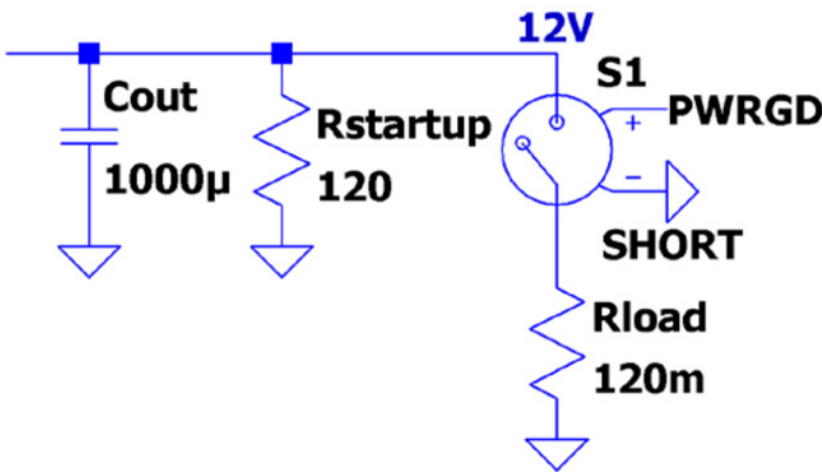 12V
S1
Cout
1000µ
Rstartup
120
+
PWRGD
−
SHORT
Rload
120m